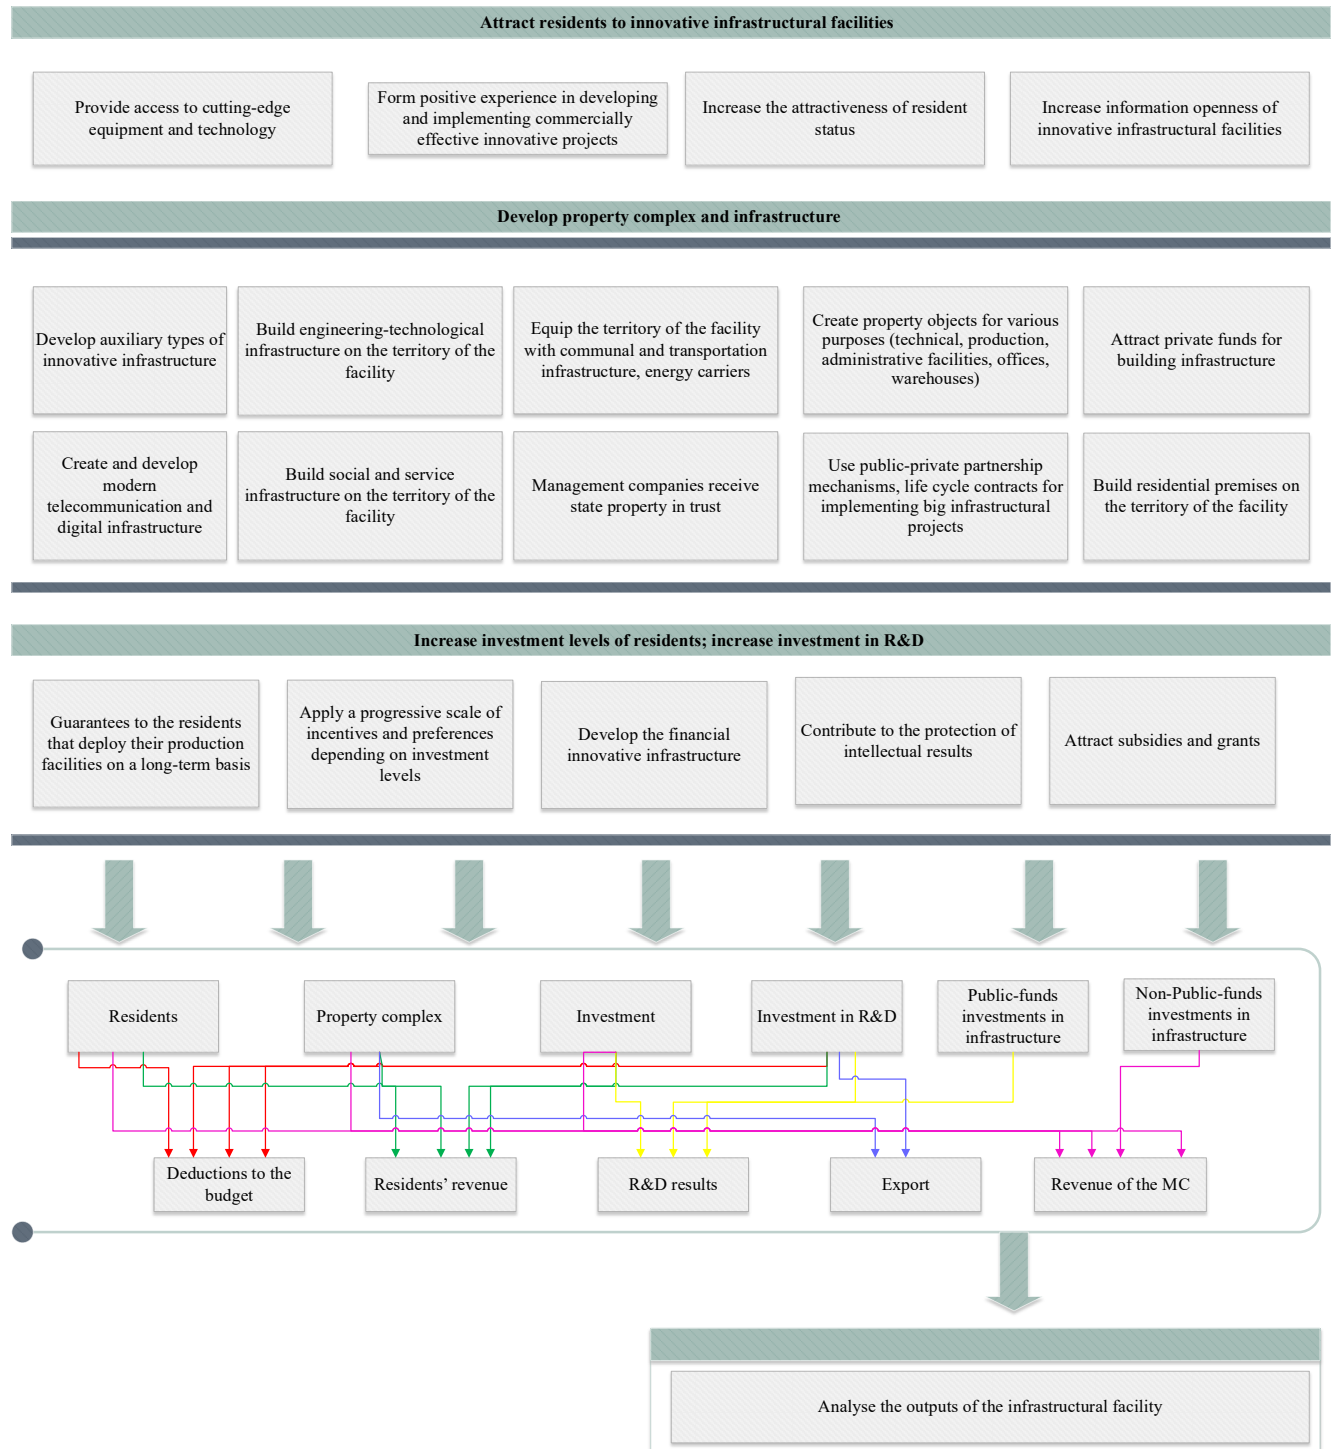 Attract residents to innovative infrastructural facilities
Provide access to cutting-edge
equipment and technology
Form positive experience in developing
and implementing commercially
effective innovative projects
Increase the attractiveness of resident
status
Increase information openness of
innovative infrastructural facilities
Develop property complex and infrastructure
Develop auxiliary types of
innovative infrastructure
Build engineering-technological
infrastructure on the territory of the
facility
Equip the territory of the facility
with communal and transportation
infrastructure, energy carriers
Create property objects for various
purposes (technical, production,
administrative facilities, offices,
warehouses)
Attract private funds for
building infrastructure
Create and develop
modern
telecommunication and
digital infrastructure
Build social and service
infrastructure on the territory of the
facility
Management companies receive
state property in trust
Use public-private partnership
mechanisms, life cycle contracts for
implementing big infrastructural
projects
Build residential premises on
the territory of the facility
Increase investment levels of residents; increase investment in R&D
Guarantees to the residents
that deploy their production
facilities on a long-term basis
Apply a progressive scale of
incentives and preferences
depending on investment
levels
Develop the financial
innovative infrastructure
Contribute to the protection of
intellectual results
Attract subsidies and grants
Residents
Property complex
Investment
Investment in R&D
Public-funds
investments in
infrastructure
Non-Public-funds
investments in
infrastructure
Deductions to the
budget
Residents’ revenue
R&D results
Export
Revenue of the MC
Analyse the outputs of the infrastructural facility